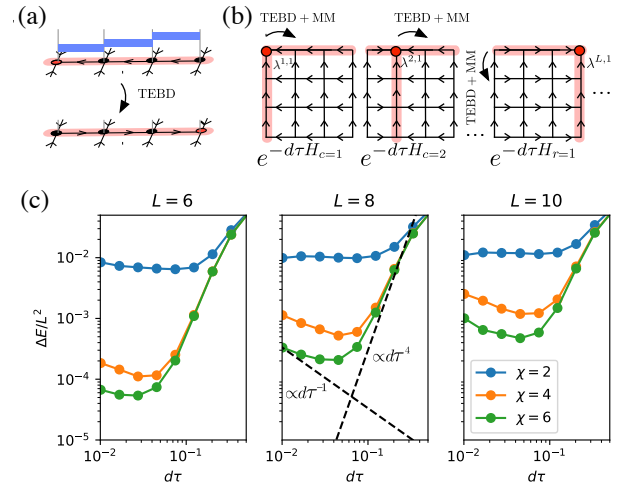 (a)
TEBD
(b)
TEBD + MM
TEBD + MM
TEBD + MM
λ^{1,1}
λ^{2,1}
λ^{L,1}
...
...
e^{-dτH_{c=1}}
e^{-dτH_{c=2}}
e^{-dτH_{r=1}}
(c)
L = 6
L = 8
L = 10
ΔE/L^2
10^{-2}
10^{-3}
10^{-4}
10^{-5}
∝dτ^4
∝dτ^{-1}
χ = 2
χ = 4
χ = 6
10^{-2}
10^{-1}
10^{-2}
10^{-1}
10^{-2}
10^{-1}
dτ
dτ
dτ